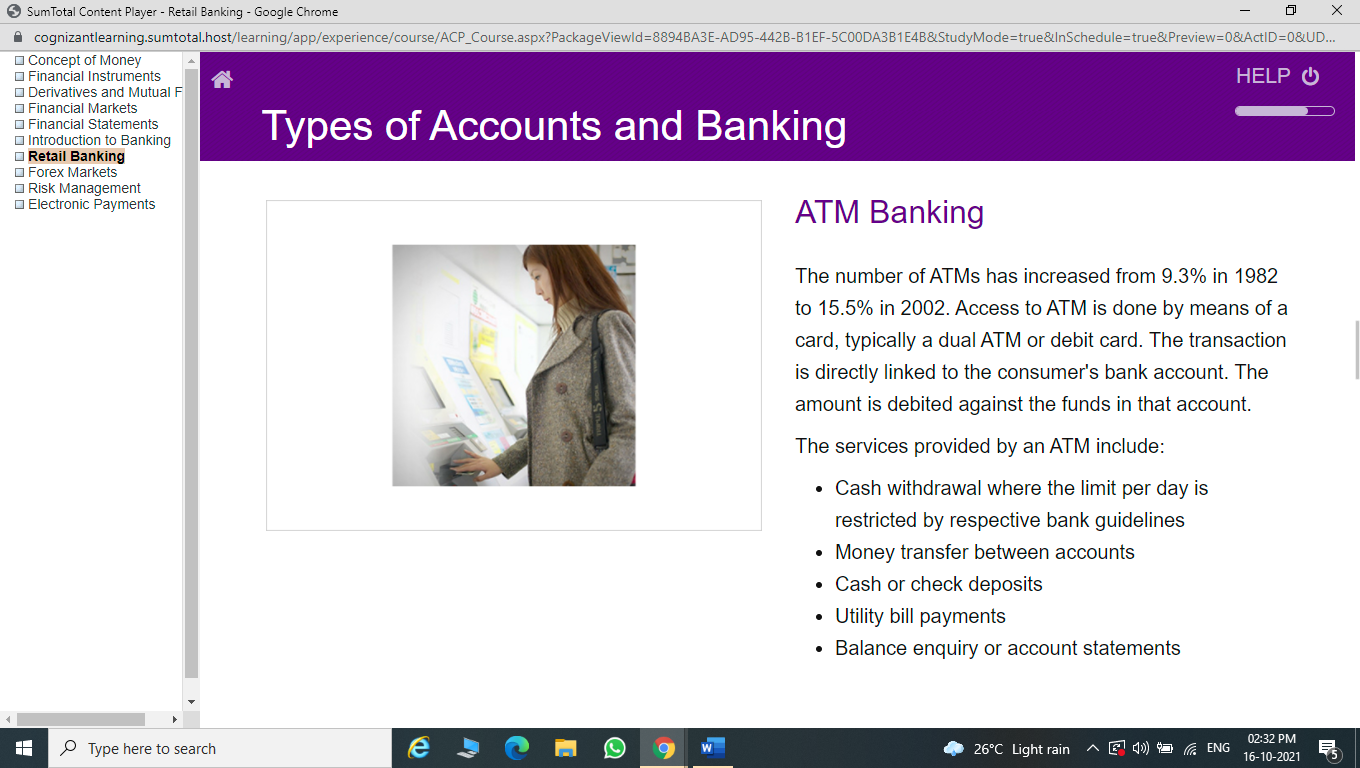 SumTotal Content Player - Retail Banking - Google Chrome
cognizantlearning.sumtotal.host/learning/app/experience/course/ACP_Course.aspx?PackageViewId=8894BA3E-AD95-442B-B1EF-5C00DA3B1E4B&StudyMode=true&InSchedule=true&Preview=0&ActID=0&UD...
Concept of Money
Financial Instruments
Derivatives and Mutual F
Financial Markets
Financial Statements
Introduction to Banking
Retail Banking
Forex Markets
Risk Management
Electronic Payments
HELP
Types of Accounts and Banking
ATM Banking
The number of ATMs has increased from 9.3% in 1982
to 15.5% in 2002. Access to ATM is done by means of a
card, typically a dual ATM or debit card. The transaction
is directly linked to the consumer's bank account. The
amount is debited against the funds in that account.
The services provided by an ATM include:
• Cash withdrawal where the limit per day is
restricted by respective bank guidelines
• Money transfer between accounts
• Cash or check deposits
• Utility bill payments
• Balance enquiry or account statements
Type here to search
26°C Light rain
ENG
02:32 PM
16-10-2021
5